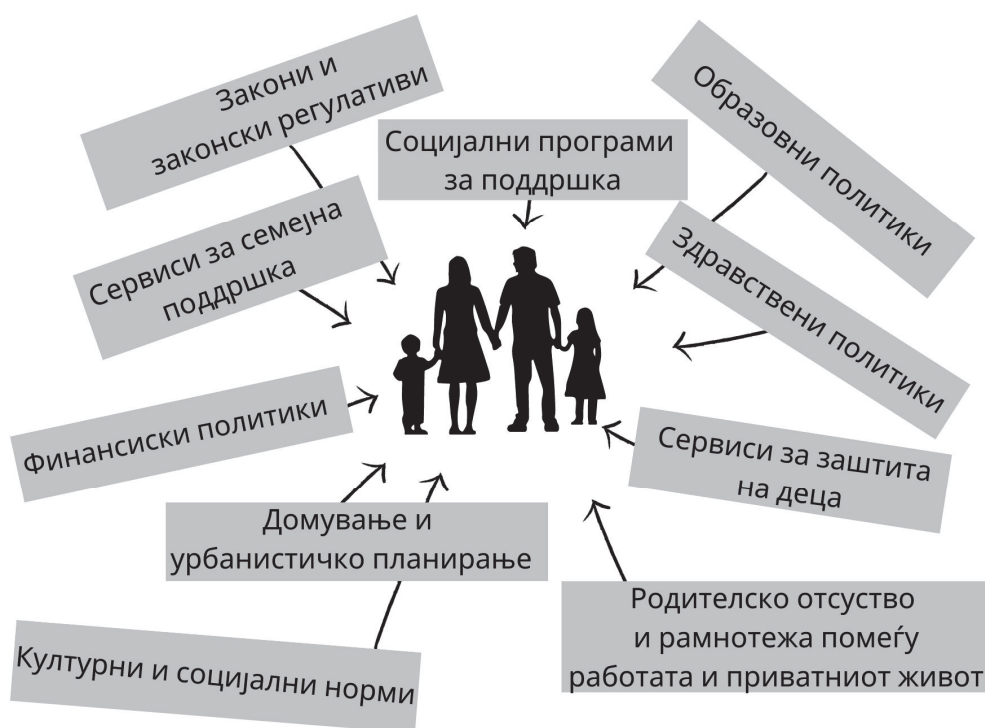 Закони и
законски регулативи
Социјални програми
за поддршка
Образовни политики
Сервиси за семејна
поддршка
Здравствени политики
Финансиски политики
Сервиси за заштита
на деца
Домување и
урбанистичко планирање
Родителско отсуство
и рамнотежа помеѓу
работата и приватниот живот
Културни и социјални норми